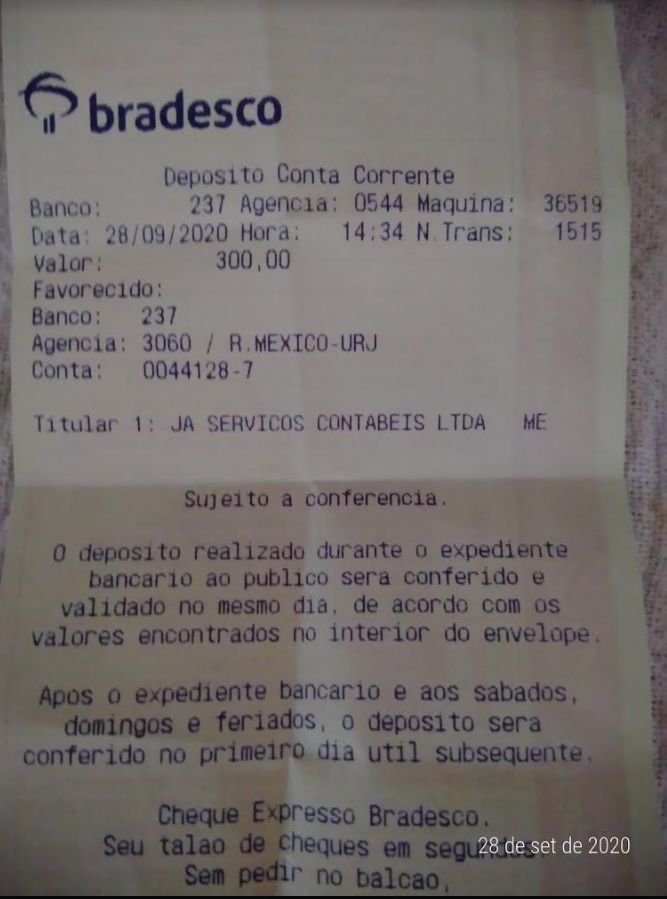 bradesco
Deposito Conta Corrente
Banco: 237 Agencia: 0544 Maquina: 36519
Data: 28/09/2020 Hora: 14:34 N.Trans: 1515
Valor: 300,00
Favorecido:
Banco: 237
Agencia: 3060 / R.MEXICO-URJ
Conta: 0044128-7
Titular 1: JA SERVICOS CONTABEIS LTDA ME
Sujeito a conferencia.
O deposito realizado durante o expediente
bancario ao publico sera conferido e
validado no mesmo dia, de acordo com os
valores encontrados no interior do envelope.
Apos o expediente bancario e aos sabados,
domingos e feriados, o deposito sera
conferido no primeiro dia util subsequente.
Cheque Expresso Bradesco.
Seu talao de cheques em segundos.
28 de set de 2020
Sem pedir no balcao,